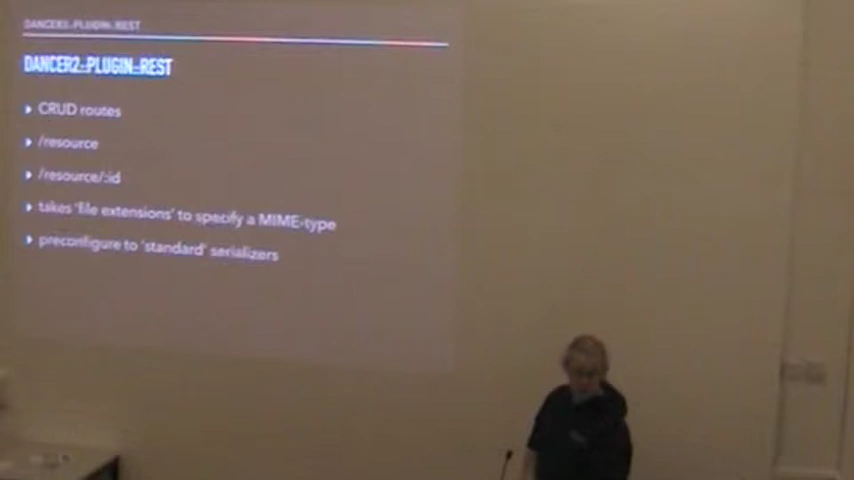 DANCER2::PLUGIN::REST
DANCER2::PLUGIN::REST
CRUD routes
/resource
/resource/:id
takes 'file extensions' to specify a MIME-type
preconfigure to 'standard' serializers